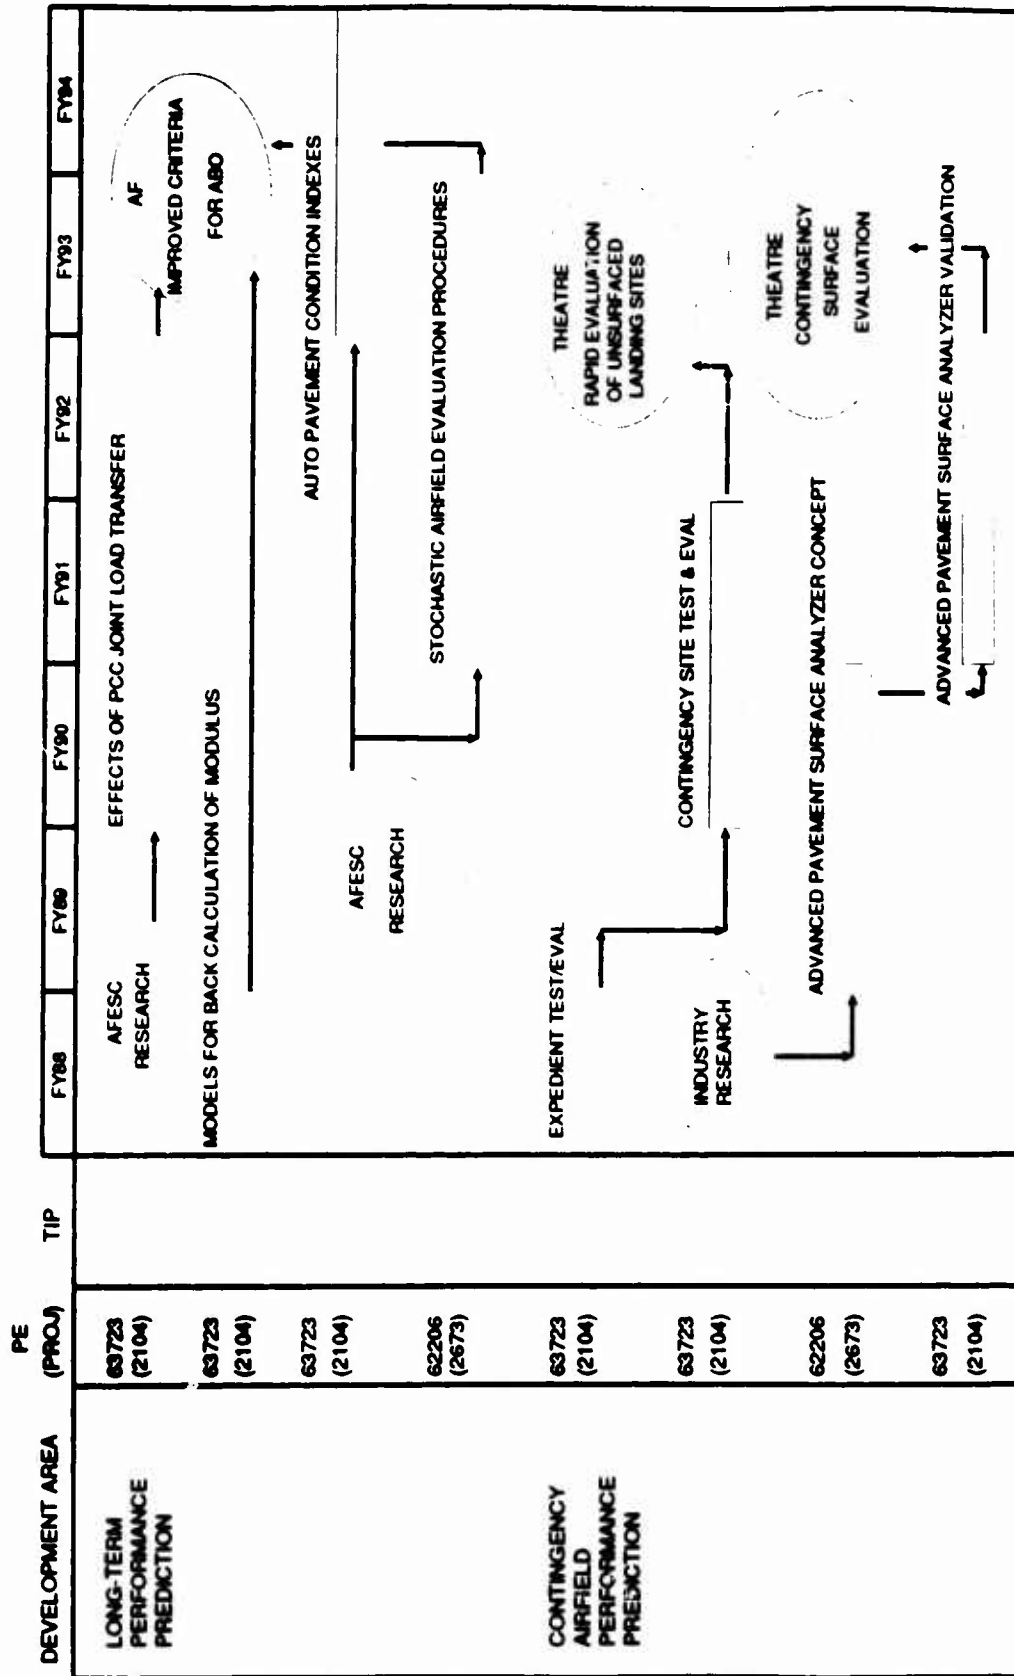 DEVELOPMENT AREA
PE
(PROJ)
TIP
FY88
FY89
FY90
FY91
FY92
FY93
FY94
LONG-TERM
PERFORMANCE
PREDICTION
63723
(2104)
AFESC
RESEARCH
EFFECTS OF PCC JOINT LOAD TRANSFER
AF
IMPROVED CRITERIA
FOR ABO
63723
(2104)
MODELS FOR BACK CALCULATION OF MODULUS
63723
(2104)
AFESC
RESEARCH
AUTO PAVEMENT CONDITION INDEXES
62206
(2673)
STOCHASTIC AIRFIELD EVALUATION PROCEDURES
CONTINGENCY
AIRFIELD
PERFORMANCE
PREDICTION
63723
(2104)
EXPEDIENT TEST/EVAL
THEATRE
RAPID EVALUATION
OF UNSURFACED
LANDING SITES
63723
(2104)
INDUSTRY
RESEARCH
CONTINGENCY SITE TEST & EVAL
62206
(2673)
ADVANCED PAVEMENT SURFACE ANALYZER CONCEPT
THEATRE
CONTINGENCY
SURFACE
EVALUATION
63723
(2104)
ADVANCED PAVEMENT SURFACE ANALYZER VALIDATION